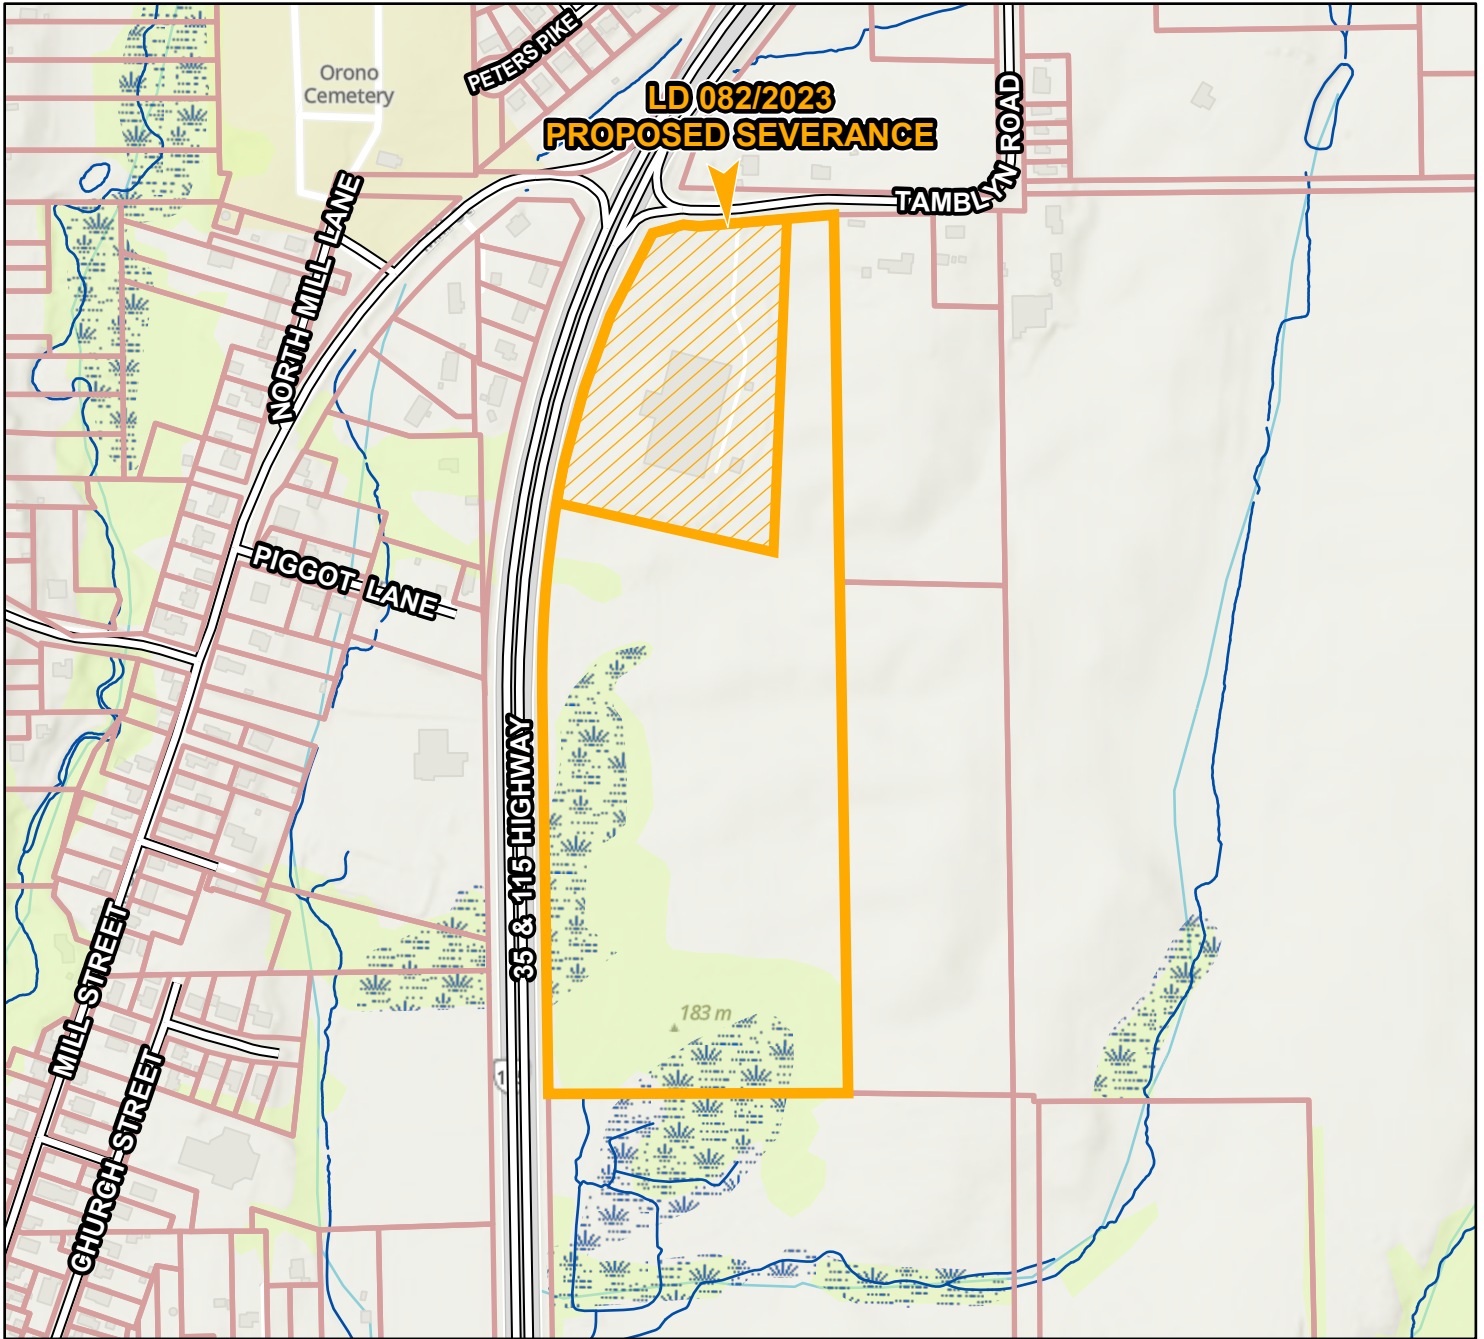 PETERS PIKE
Orono
Cemetery
LD 082/2023
PROPOSED SEVERANCE
TAMBLYN ROAD
NORTH MILL LANE
PIGGOT LANE
35 & 115 HIGHWAY
MILL STREET
183 m
CHURCH STREET